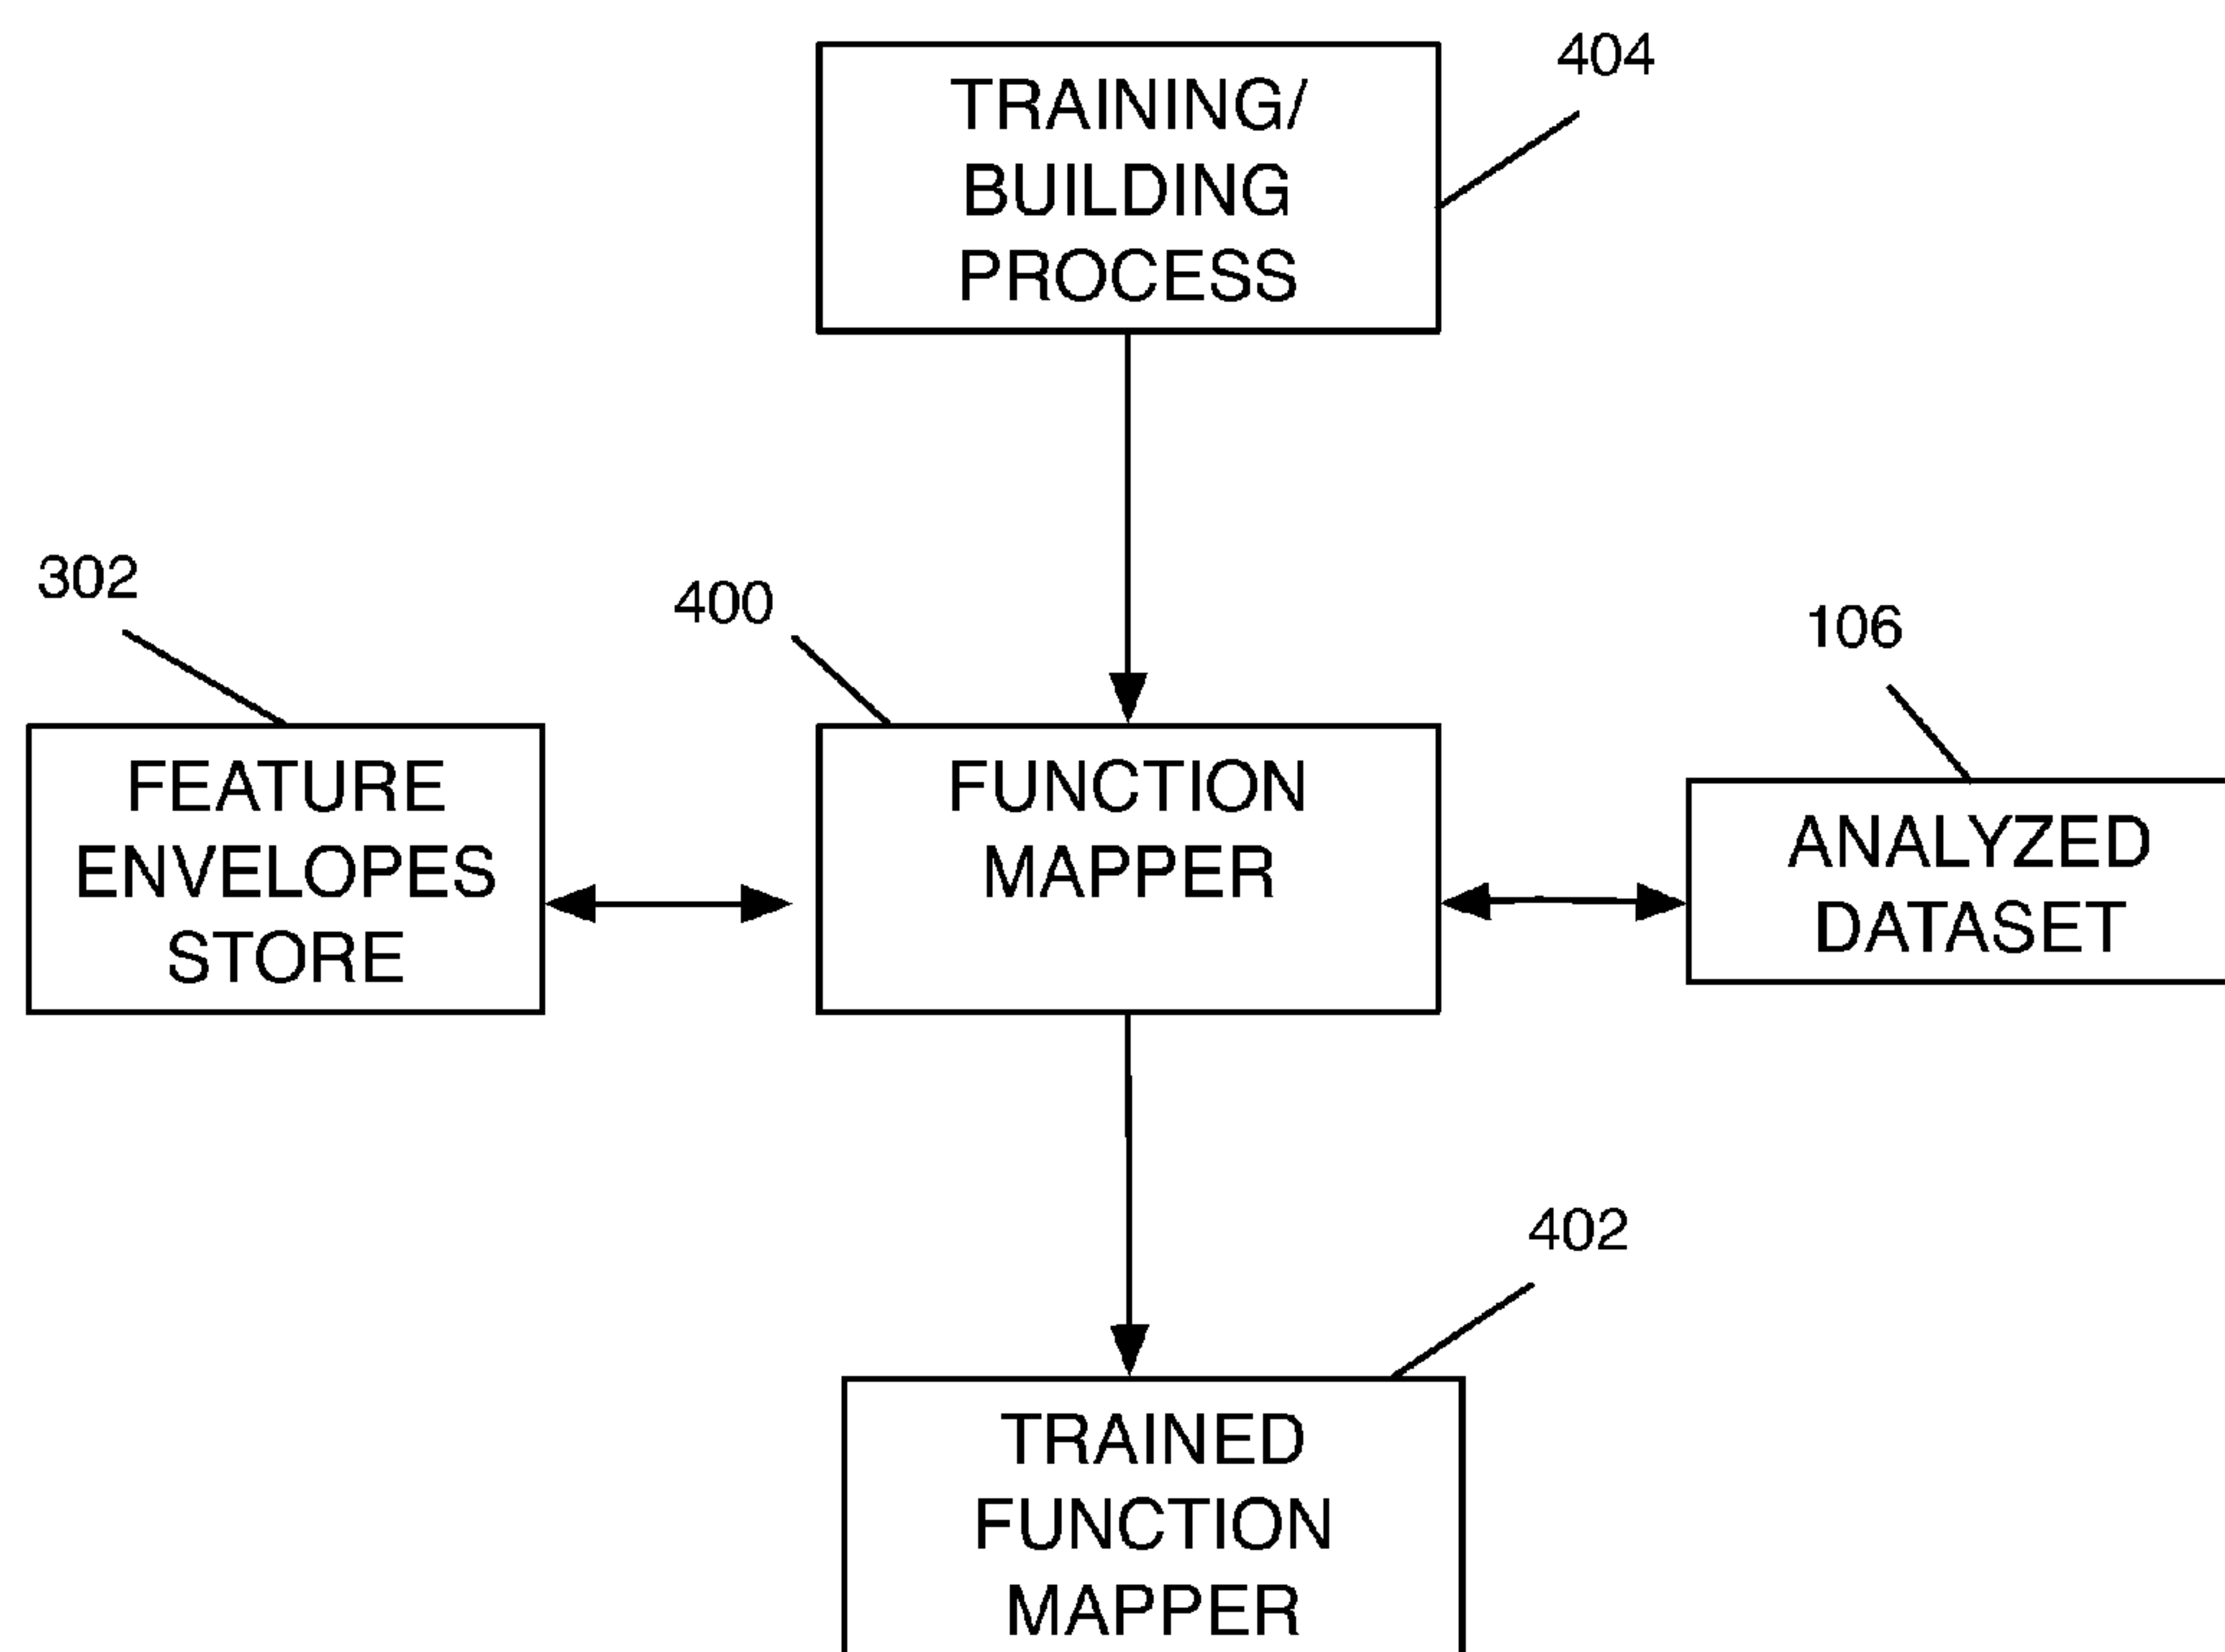 404
TRAINING/
BUILDING
PROCESS
302
400
106
FEATURE
ENVELOPES
STORE
FUNCTION
MAPPER
ANALYZED
DATASET
402
TRAINED
FUNCTION
MAPPER